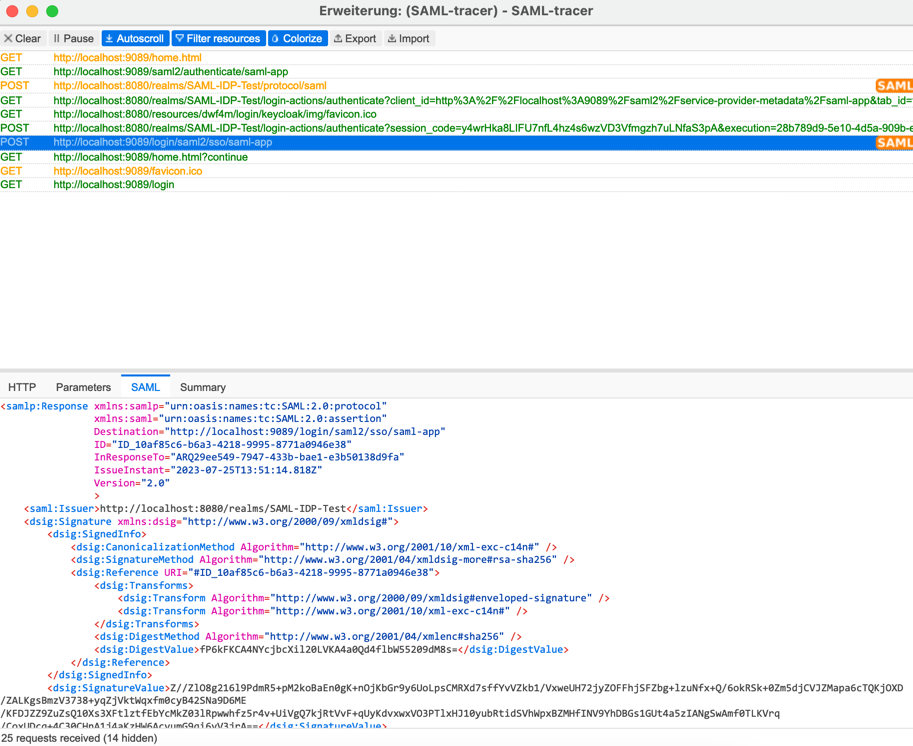 Erweiterung: (SAML-tracer) - SAML-tracer
Clear Pause Autoscroll Filter resources Colorize Export Import
GET http://localhost:9089/home.html
GET http://localhost:9089/saml2/authenticate/saml-app
POST http://localhost:8080/realms/SAML-IDP-Test/protocol/saml SAML
GET http://localhost:8080/realms/SAML-IDP-Test/login-actions/authenticate?client_id=http%3A%2F%2Flocalhost%3A9089%2Fsaml2%2Fservice-provider-metadata%2Fsaml-app&tab_id=
GET http://localhost:8080/resources/dwf4m/login/keycloak/img/favicon.ico
POST http://localhost:8080/realms/SAML-IDP-Test/login-actions/authenticate?session_code=y4wrHka8LIFU7nfL4hz4s6wzVD3Vfmgzh7uLNfaS3pA&execution=28b789d9-5e10-4d5a-909b-e
POST http://localhost:9089/login/saml2/sso/saml-app SAML
GET http://localhost:9089/home.html?continue
GET http://localhost:9089/favicon.ico
GET http://localhost:9089/login
HTTP Parameters SAML Summary
<samlp:Response xmlns:samlp="urn:oasis:names:tc:SAML:2.0:protocol"
xmlns:saml="urn:oasis:names:tc:SAML:2.0:assertion"
Destination="http://localhost:9089/login/saml2/sso/saml-app"
ID="ID_10af85c6-b6a3-4218-9995-8771a0946e38"
InResponseTo="ARQ29ee549-7947-433b-bae1-e3b50138d9fa"
IssueInstant="2023-07-25T13:51:14.818Z"
Version="2.0"
>
<saml:Issuer>http://localhost:8080/realms/SAML-IDP-Test</saml:Issuer>
<dsig:Signature xmlns:dsig="http://www.w3.org/2000/09/xmldsig#">
<dsig:SignedInfo>
<dsig:CanonicalizationMethod Algorithm="http://www.w3.org/2001/10/xml-exc-c14n#" />
<dsig:SignatureMethod Algorithm="http://www.w3.org/2001/04/xmldsig-more#rsa-sha256" />
<dsig:Reference URI="#ID_10af85c6-b6a3-4218-9995-8771a0946e38">
<dsig:Transforms>
<dsig:Transform Algorithm="http://www.w3.org/2000/09/xmldsig#enveloped-signature" />
<dsig:Transform Algorithm="http://www.w3.org/2001/10/xml-exc-c14n#" />
</dsig:Transforms>
<dsig:DigestMethod Algorithm="http://www.w3.org/2001/04/xmlenc#sha256" />
<dsig:DigestValue>fP6kFKCA4NYcjbcXil20LVKA4a0Qd4flbW55209dM8s=</dsig:DigestValue>
</dsig:Reference>
</dsig:SignedInfo>
<dsig:SignatureValue>Z//ZlO8g216l9PdmR5+pM2koBaEn0gK+nOjKbGr9y6UoLpsCMRXd7sffYvVZkb1/VxweUH72jyZOFFhjSFZbg+lzuNfx+Q/6okRSk+0Zm5djCVJZMapa6cTQKjOXD
/ZALKgsBmzV3738+yqZjVktWqxfm0cyB42SNa9D6ME
/KFDJZZ9ZuZsQ10Xs3XFtlztfEbYcMkZ03lRpwwhfz5r4v+UiVgQ7kjRtVvF+qUyKdvxwxVO3PTlxHJ10yubRtidSVhWpxBZMHfINV9YhDBGs1GUt4a5zIANgSwAmf0TLKVrq
25 requests received (14 hidden)